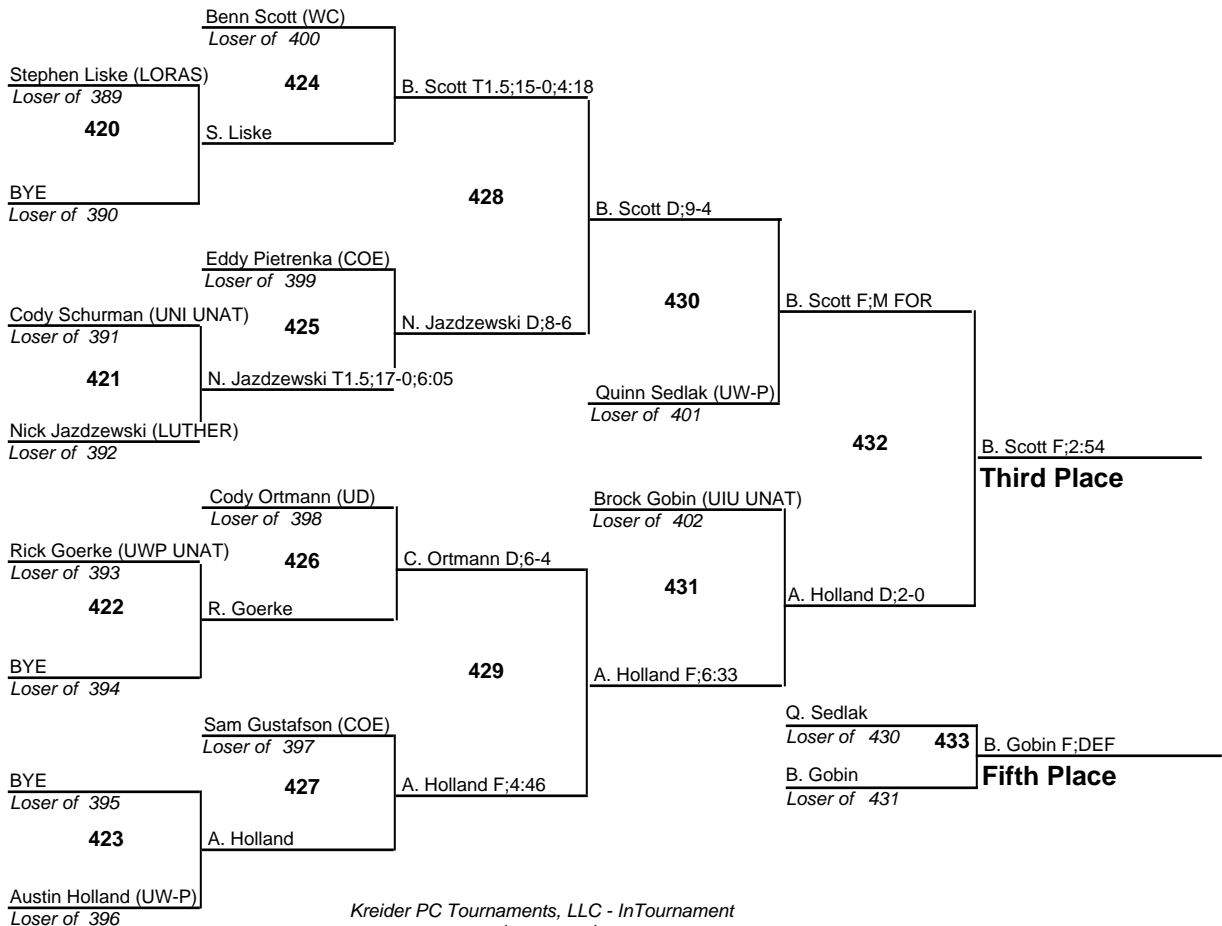 Benn Scott (WC)
Loser of 400
Stephen Liske (LORAS)
Loser of 389
424
B. Scott T1.5;15-0;4:18
420
S. Liske
BYE
Loser of 390
428
B. Scott D;9-4
Eddy Pietrenka (COE)
Loser of 399
Cody Schurman (UNI UNAT)
Loser of 391
425
N. Jazdzewski D;8-6
430
B. Scott F;M FOR
421
N. Jazdzewski T1.5;17-0;6:05
Quinn Sedlak (UW-P)
Loser of 401
Nick Jazdzewski (LUTHER)
Loser of 392
432
B. Scott F;2:54
Third Place
Cody Ortmann (UD)
Loser of 398
Brock Gobin (UIU UNAT)
Loser of 402
Rick Goerke (UWP UNAT)
Loser of 393
426
C. Ortmann D;6-4
431
A. Holland D;2-0
422
R. Goerke
BYE
Loser of 394
429
A. Holland F;6:33
Sam Gustafson (COE)
Loser of 397
Q. Sedlak
Loser of 430
433
B. Gobin F;DEF
Fifth Place
BYE
Loser of 395
427
A. Holland F;4:46
B. Gobin
Loser of 431
423
A. Holland
Austin Holland (UW-P)
Loser of 396
Kreider PC Tournaments, LLC - InTournament